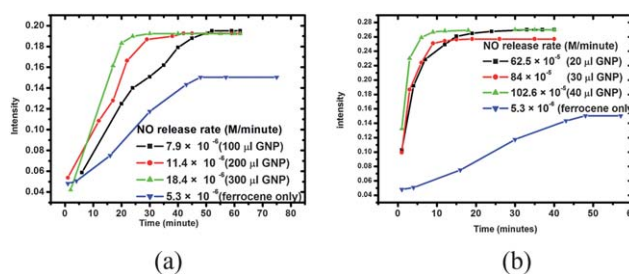 0.20
0.18
0.16
0.14
0.12
0.10
0.08
0.06
0.04
Intensity
(a)
NO release rate (M/minute)
7.9 × 10⁻⁶ (100 µl GNP)
11.4 × 10⁻⁶ (200 µl GNP)
18.4 × 10⁻⁶ (300 µl GNP)
5.3 × 10⁻⁶ (ferrocene only)
0 10 20 30 40 50 60 70 80
Time (minute)
(a)
0.28
0.26
0.24
0.22
0.20
0.18
0.16
0.14
0.12
0.10
0.08
0.06
0.04
intensity
(b)
NO release rate (M/minute)
62.5 × 10⁻⁶ (20 µl GNP)
84 × 10⁻⁶ (30 µl GNP)
102.6 × 10⁻⁶ (40 µl GNP)
5.3 × 10⁻⁶ (ferrocene only)
0 20 40 60
Time (minutes)
(b)